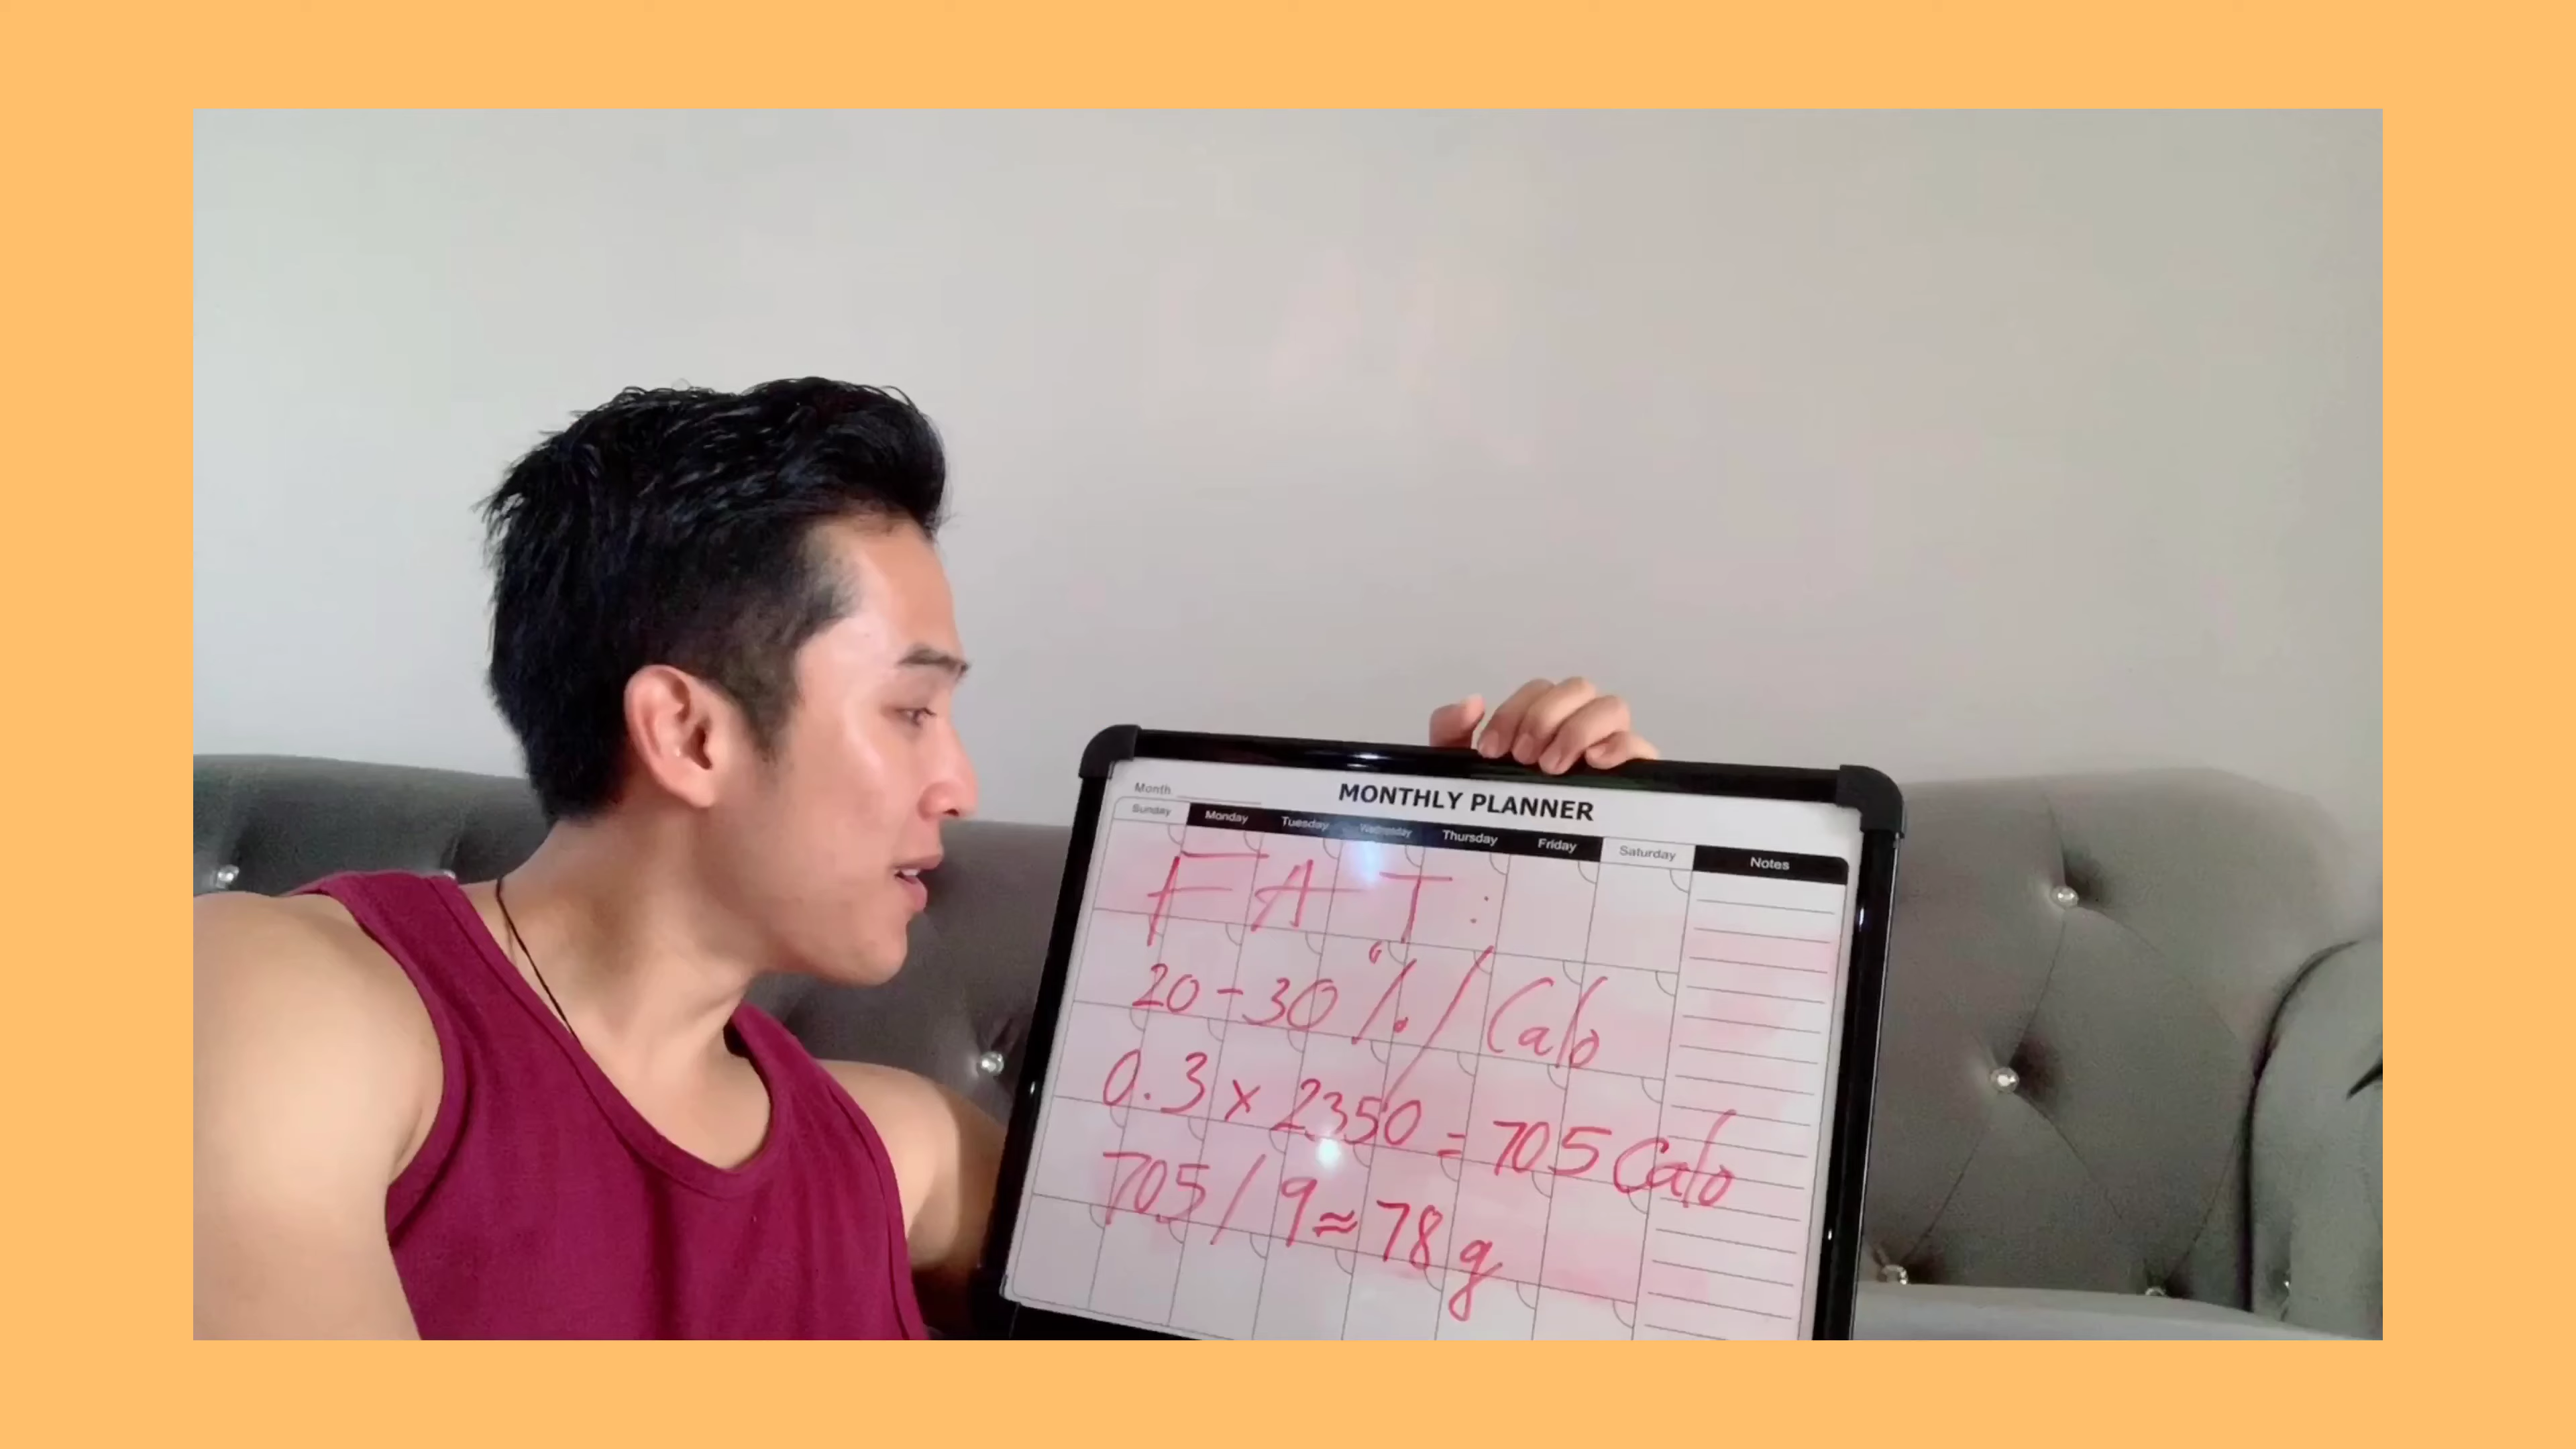 MONTHLY PLANNER
Month
Sunday Monday Tuesday Wednesday Thursday Friday Saturday Notes
FAT:
20-30%/Calo
0.3 x 2350 = 705 Calo
705/9≈78g